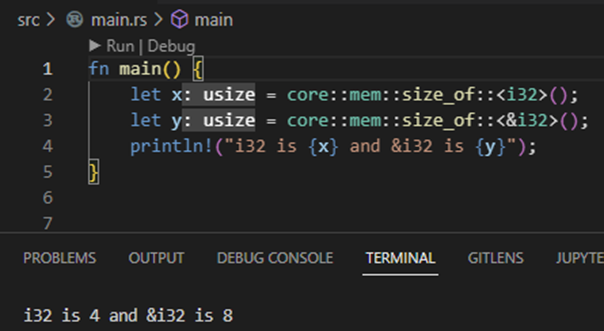 src > main.rs > main
Run | Debug
1 fn main() {
2 let x: usize = core::mem::size_of::<i32>();
3 let y: usize = core::mem::size_of::<&i32>();
4 println!("i32 is {x} and &i32 is {y}");
5 }
6
7
PROBLEMS OUTPUT DEBUG CONSOLE TERMINAL GITLENS JUPYTE
i32 is 4 and &i32 is 8